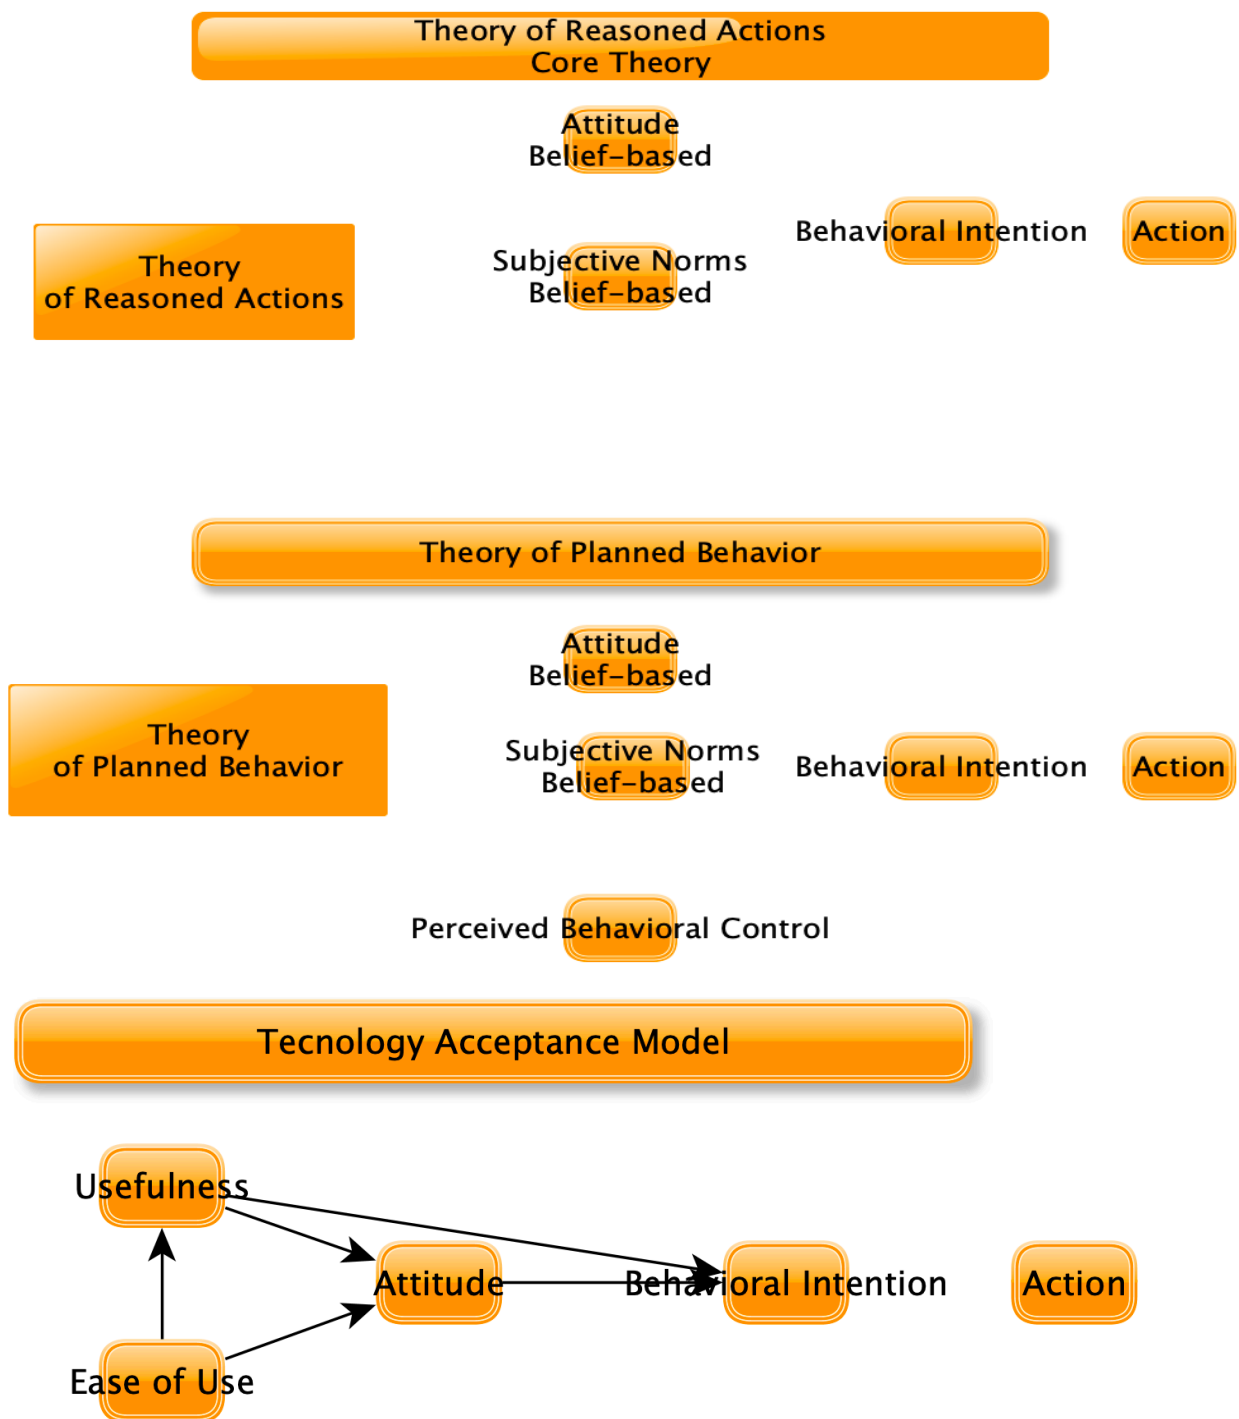 Theory of Reasoned Actions
Core Theory
Attitude
Belief-based
Behavioral Intention
Action
Theory
of Reasoned Actions
Subjective Norms
Belief-based
Theory of Planned Behavior
Attitude
Belief-based
Theory
of Planned Behavior
Subjective Norms
Belief-based
Behavioral Intention
Action
Perceived Behavioral Control
Tecnology Acceptance Model
Usefulness
Attitude
Behavioral Intention
Action
Ease of Use